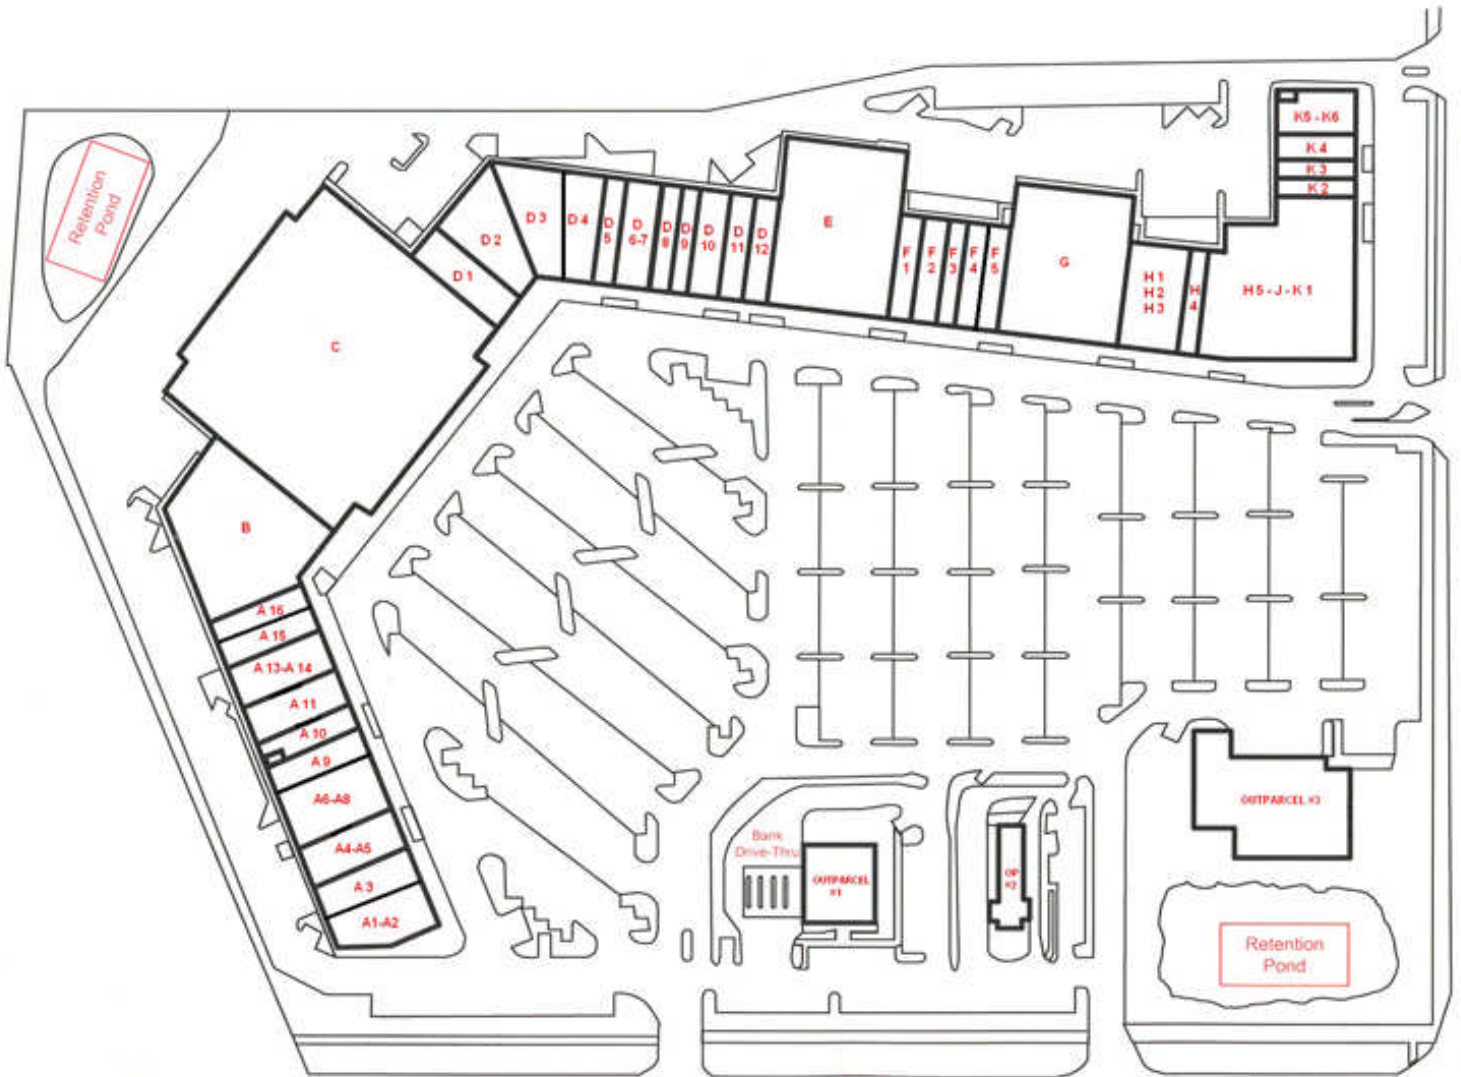 K5 - K6
K 4
K 3
K 2
Retention
Pond
D 1
D 2
D 3
D 4
D
5
D
6-7
D
8
D
9
D
10
D
11
D
12
E
F
1
F
2
F
3
F
4
F
5
G
H 1
H 2
H 3
H
4
H 5 - J - K 1
C
B
A 16
A 15
A 13-A 14
A 11
A 10
A 9
A6-A8
A4-A5
A 3
A1-A2
Bank
Drive-Thru
OUTPARCEL
#1
OP
#2
OUTPARCEL #3
Retention
Pond